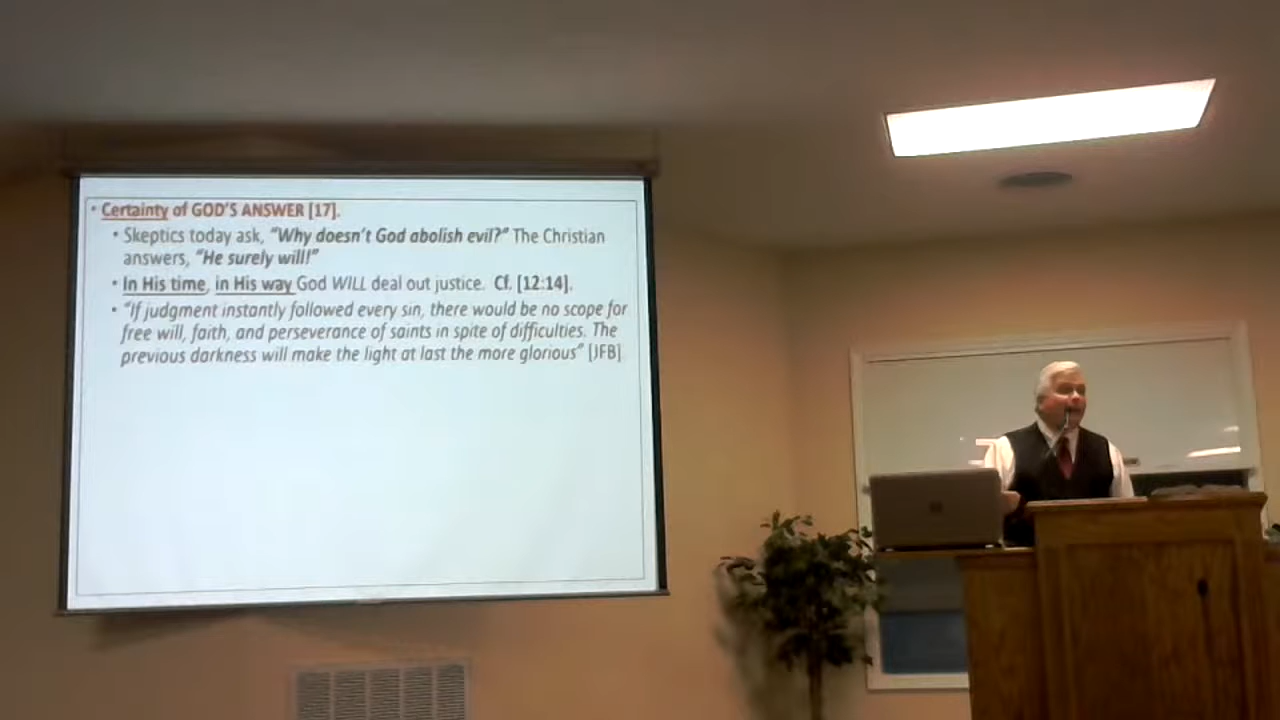 • Certainty of GOD'S ANSWER [17].
• Skeptics today ask, "Why doesn't God abolish evil?" The Christian
answers, "He surely will!"
• In His time, in His way God WILL deal out justice. Cf. [12:14].
• "If judgment instantly followed every sin, there would be no scope for
free will, faith, and perseverance of saints in spite of difficulties. The
previous darkness will make the light at last the more glorious" [JFB]